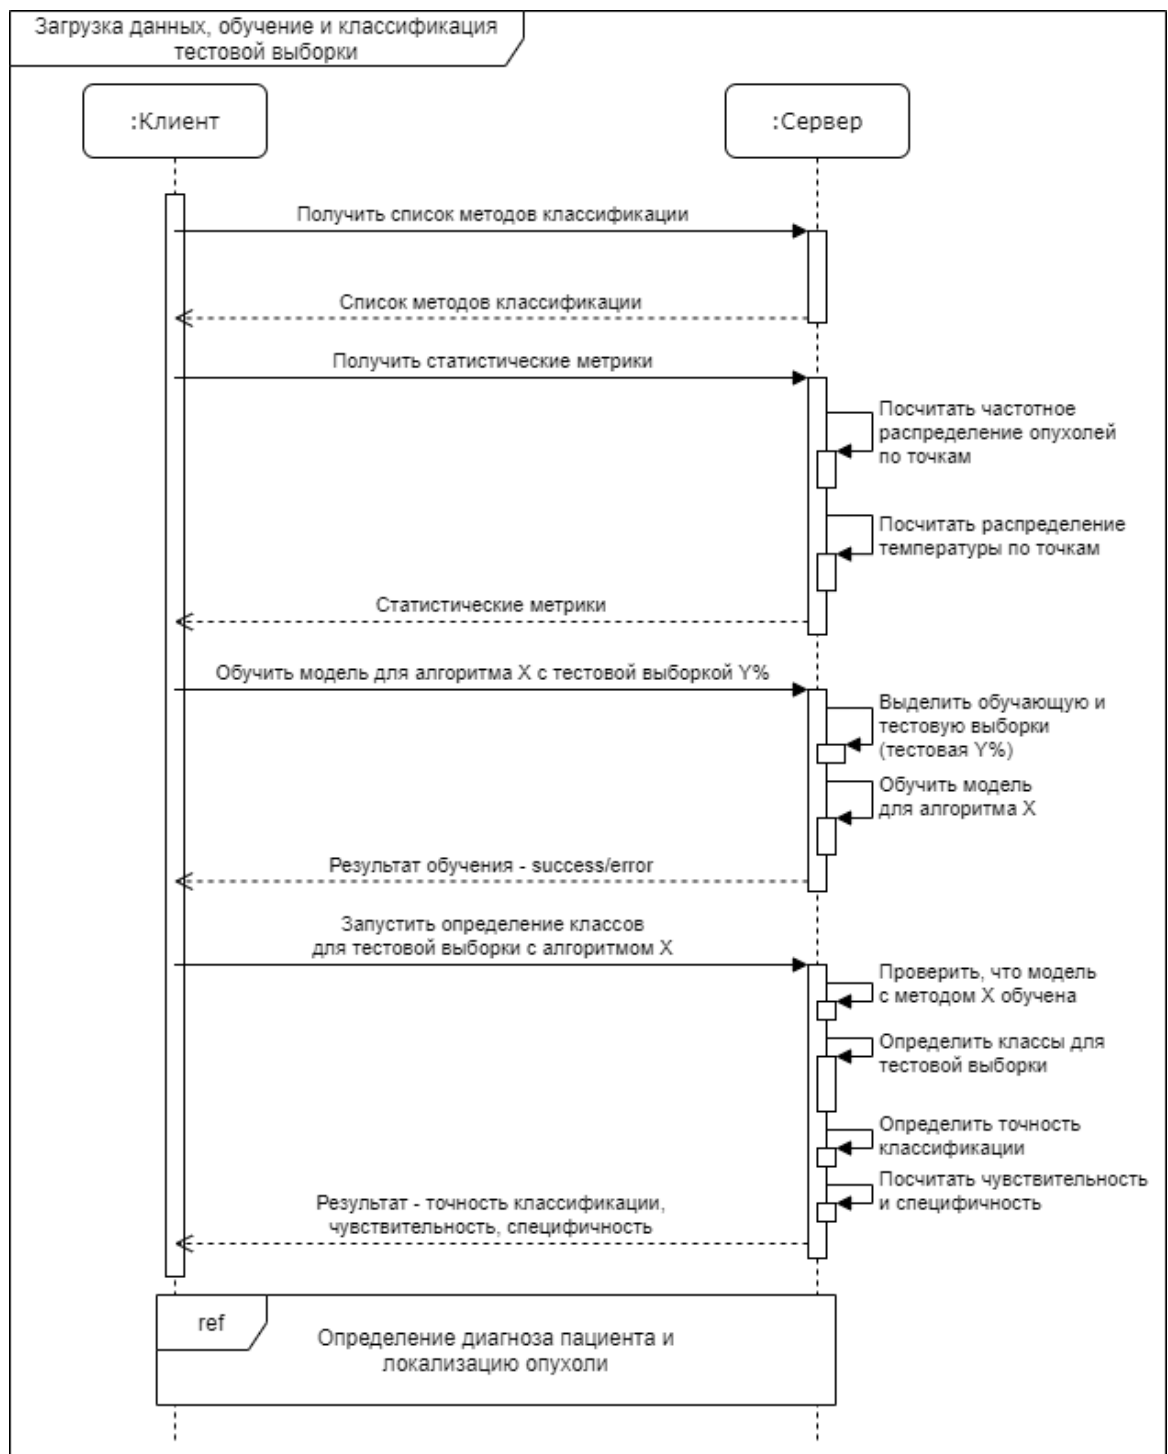 Загрузка данных, обучение и классификация
тестовой выборки
:Клиент
:Сервер
Получить список методов классификации
Список методов классификации
Получить статистические метрики
Посчитать частотное
распределение опухолей
по точкам
Посчитать распределение
температуры по точкам
Статистические метрики
Обучить модель для алгоритма X с тестовой выборкой Y%
Выделить обучающую и
тестовую выборки
(тестовая Y%)
Обучить модель
для алгоритма X
Результат обучения - success/error
Запустить определение классов
для тестовой выборки с алгоритмом X
Проверить, что модель
с методом X обучена
Определить классы для
тестовой выборки
Определить точность
классификации
Посчитать чувствительность
и специфичность
Результат - точность классификации,
чувствительность, специфичность
ref
Определение диагноза пациента и
локализацию опухоли